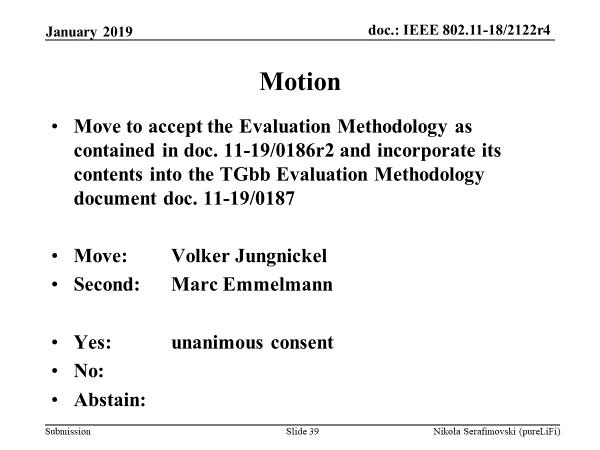 January 2019
doc.: IEEE 802.11-18/2122r4
Motion
• Move to accept the Evaluation Methodology as
contained in doc. 11-19/0186r2 and incorporate its
contents into the TGbb Evaluation Methodology
document doc. 11-19/0187
• Move: Volker Jungnickel
• Second: Marc Emmelmann
• Yes: unanimous consent
• No:
• Abstain:
Submission
Slide 39
Nikola Serafimovski (pureLiFi)